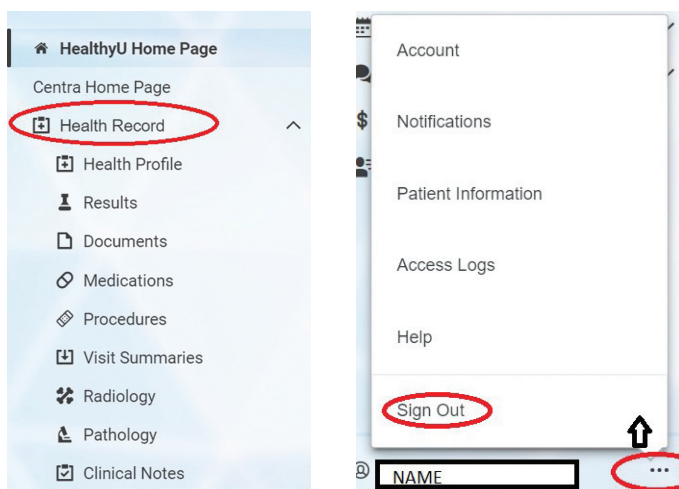 HealthyU Home Page
Centra Home Page
Health Record
Health Profile
Results
Documents
Medications
Procedures
Visit Summaries
Radiology
Pathology
Clinical Notes
$
Account
Notifications
Patient Information
Access Logs
Help
Sign Out
NAME
...